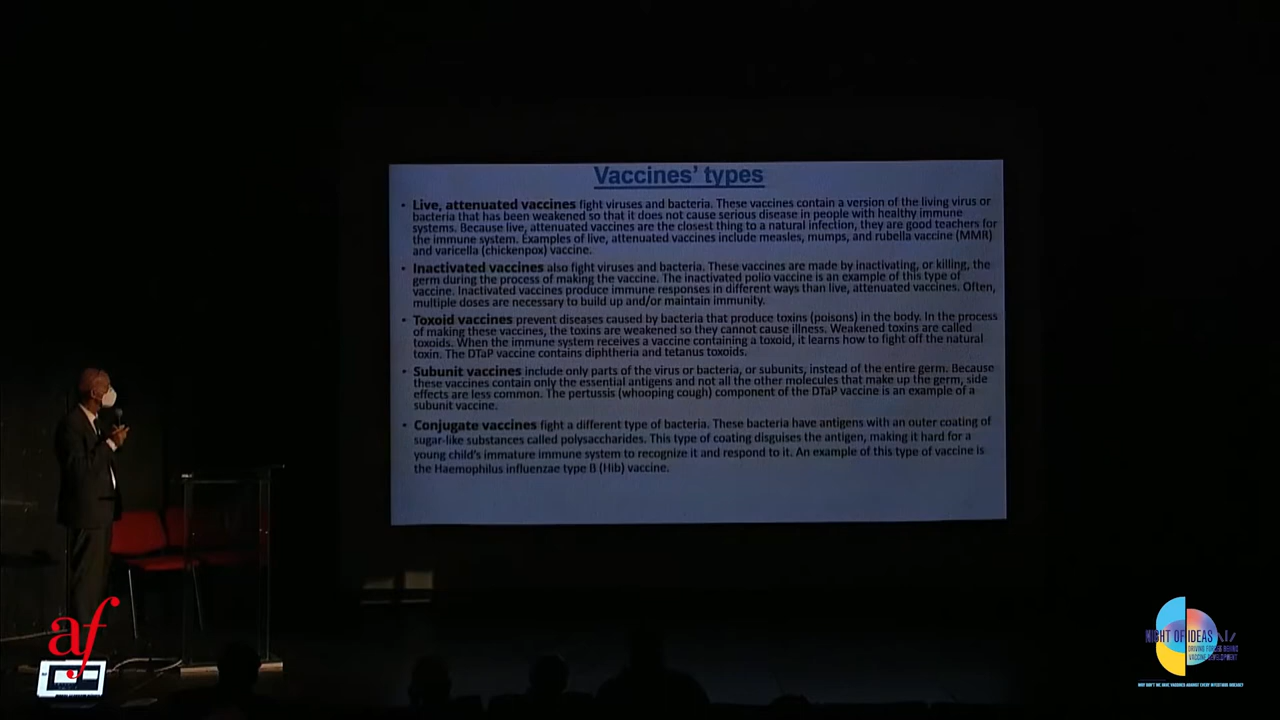 Vaccines' types
• Live, attenuated vaccines fight viruses and bacteria. These vaccines contain a version of the living virus or
bacteria that has been weakened so that it does not cause serious disease in people with healthy immune
systems. Because live, attenuated vaccines are the closest thing to a natural infection, they are good teachers for
the immune system. Examples of live, attenuated vaccines include measles, mumps, and rubella vaccine (MMR)
and varicella (chickenpox) vaccine.
• Inactivated vaccines also fight viruses and bacteria. These vaccines are made by inactivating, or killing, the
germ during the process of making the vaccine. The inactivated polio vaccine is an example of this type of
vaccine. Inactivated vaccines produce immune responses in different ways than live, attenuated vaccines. Often,
multiple doses are necessary to build up and/or maintain immunity.
• Toxoid vaccines prevent diseases caused by bacteria that produce toxins (poisons) in the body. In the process
of making these vaccines, the toxins are weakened so they cannot cause illness. Weakened toxins are called
toxoids. When the immune system receives a vaccine containing a toxoid, it learns how to fight off the natural
toxin. The DTaP vaccine contains diphtheria and tetanus toxoids.
• Subunit vaccines include only parts of the virus or bacteria, or subunits, instead of the entire germ. Because
these vaccines contain only the essential antigens and not all the other molecules that make up the germ, side
effects are less common. The pertussis (whooping cough) component of the DTaP vaccine is an example of a
subunit vaccine.
• Conjugate vaccines fight a different type of bacteria. These bacteria have antigens with an outer coating of
sugar-like substances called polysaccharides. This type of coating disguises the antigen, making it hard for a
young child's immature immune system to recognize it and respond to it. An example of this type of vaccine is
the Haemophilus influenzae type B (Hib) vaccine.
af
NIGHT OF IDEAS
VACCINE DEVELOPMENT
WHY DON'T WE HAVE VACCINES AGAINST EVERY INFECTIOUS DISEASE?